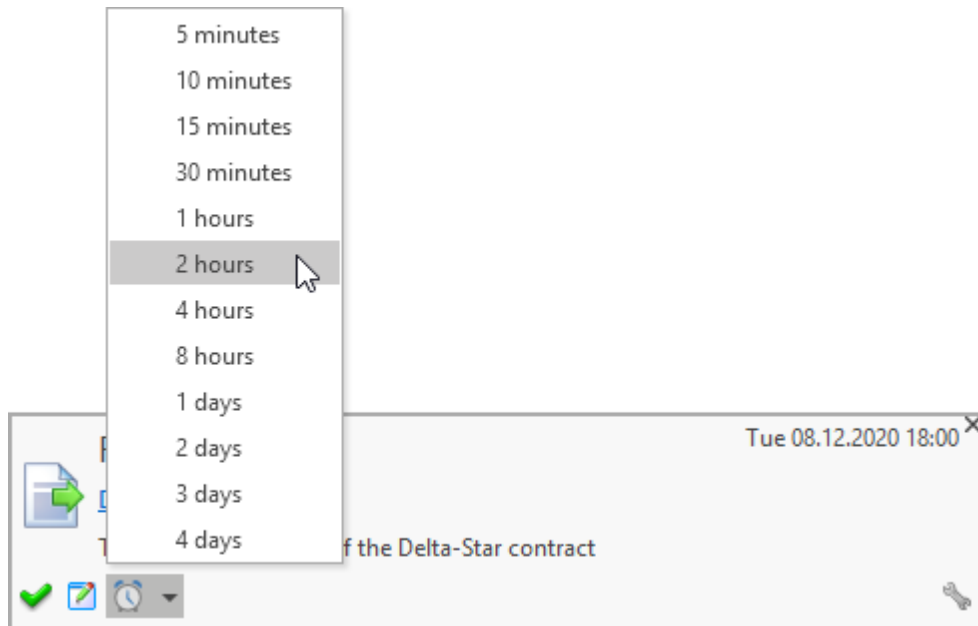 5 minutes
10 minutes
15 minutes
30 minutes
1 hours
2 hours
4 hours
8 hours
1 days
2 days
3 days
4 days
Tue 08.12.2020 18:00
the Delta-Star contract